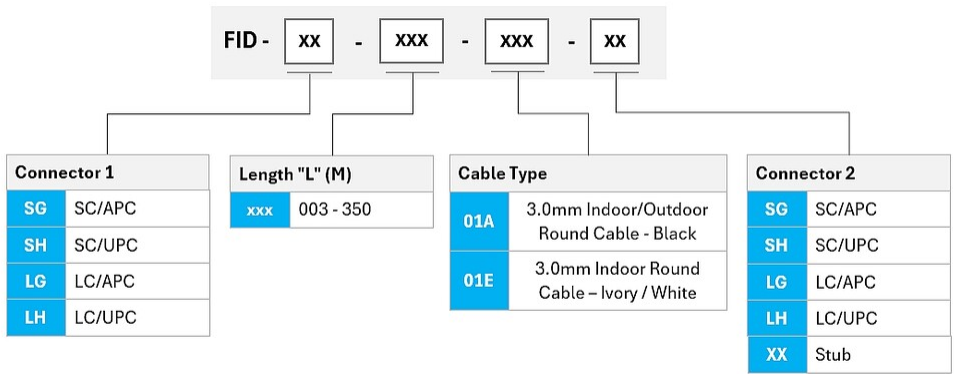 FID - XX - XXX - XXX - XX
Connector 1
SG SC/APC
SH SC/UPC
LG LC/APC
LH LC/UPC
Length "L" (M)
xxx 003 - 350
Cable Type
01A 3.0mm Indoor/Outdoor
Round Cable - Black
01E 3.0mm Indoor Round
Cable – Ivory / White
Connector 2
SG SC/APC
SH SC/UPC
LG LC/APC
LH LC/UPC
XX Stub